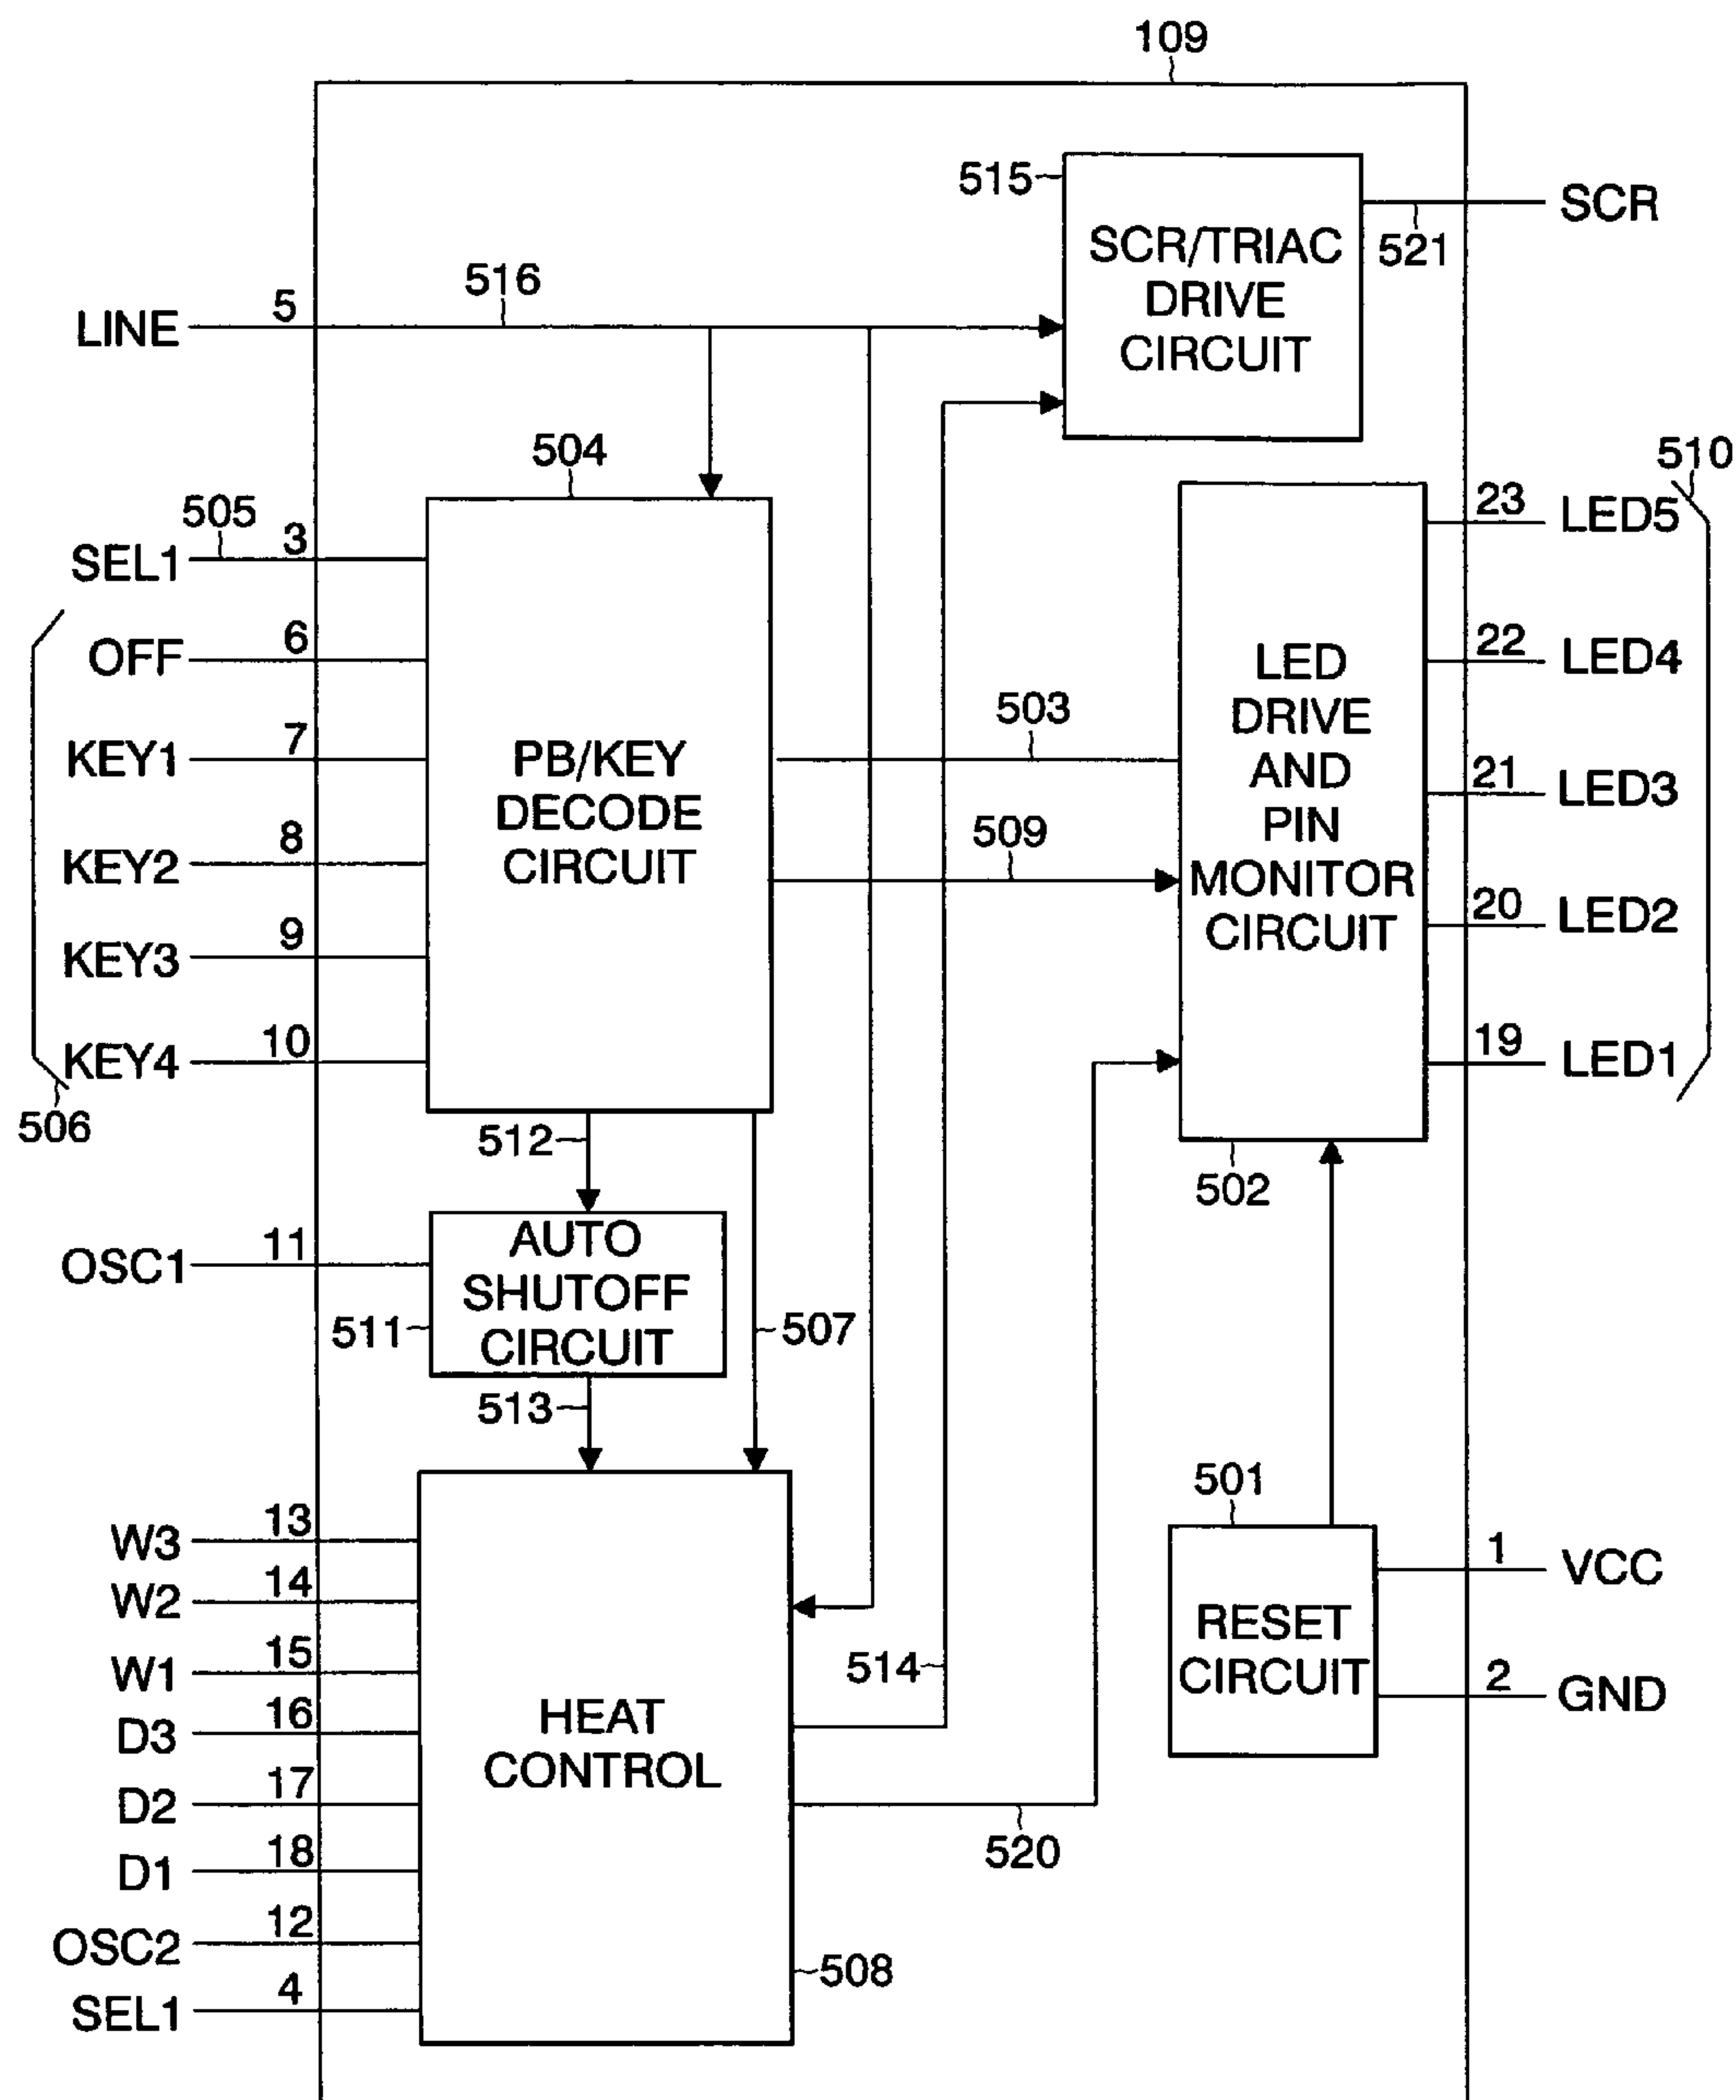 109
515
SCR/TRIAC
DRIVE
CIRCUIT
SCR
521
LINE
5
516
504
510
505
SEL1
3
OFF
6
KEY1
7
KEY2
8
KEY3
9
KEY4
10
506
PB/KEY
DECODE
CIRCUIT
503
509
LED
DRIVE
AND
PIN
MONITOR
CIRCUIT
23
LED5
22
LED4
21
LED3
20
LED2
19
LED1
502
512
OSC1
11
AUTO
SHUTOFF
CIRCUIT
511
507
513
501
RESET
CIRCUIT
1
VCC
2
GND
W3
13
W2
14
W1
15
D3
16
D2
17
D1
18
OSC2
12
SEL1
4
HEAT
CONTROL
514
520
508